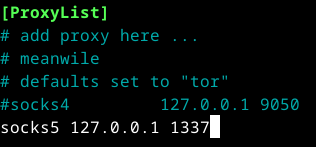 [ProxyList]
# add proxy here ...
# meanwile
# defaults set to "tor"
#socks4         127.0.0.1 9050
socks5 127.0.0.1 1337